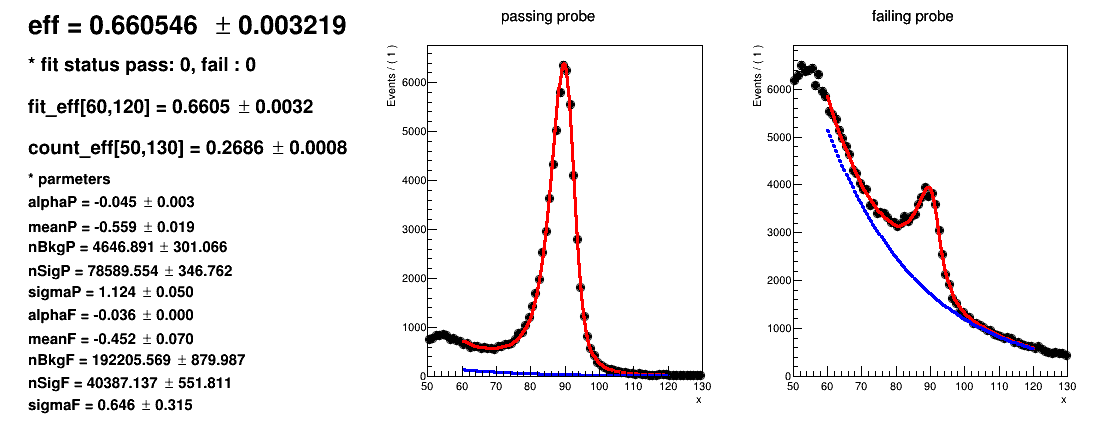 eff = 0.660546 ± 0.003219
* fit status pass: 0, fail : 0
fit_eff[60,120] = 0.6605 ± 0.0032
count_eff[50,130] = 0.2686 ± 0.0008
* parmeters
alphaP = -0.045 ± 0.003
meanP = -0.559 ± 0.019
nBkgP = 4646.891 ± 301.066
nSigP = 78589.554 ± 346.762
sigmaP = 1.124 ± 0.050
alphaF = -0.036 ± 0.000
meanF = -0.452 ± 0.070
nBkgF = 192205.569 ± 879.987
nSigF = 40387.137 ± 551.811
sigmaF = 0.646 ± 0.315
passing probe
Events / ( 1 )
6000
5000
4000
3000
2000
1000
0
50 60 70 80 90 100 110 120 130
x
failing probe
Events / ( 1 )
6000
5000
4000
3000
2000
1000
0
50 60 70 80 90 100 110 120 130
x